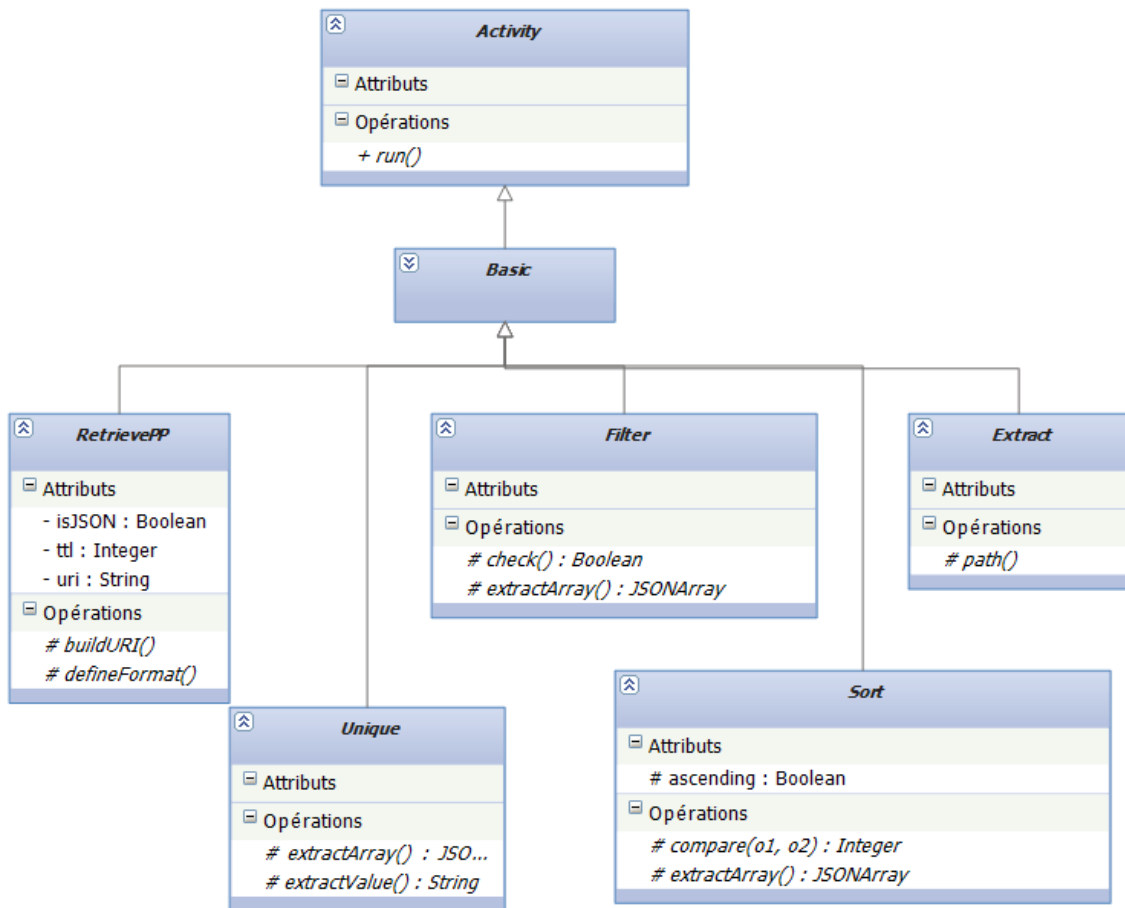 Activity
Attributs
Opérations
+ run()
Basic
RetrievePP
Attributs
- isJSON : Boolean
- ttl : Integer
- uri : String
Opérations
# buildURI()
# defineFormat()
Filter
Attributs
Opérations
# check() : Boolean
# extractArray() : JSONArray
Extract
Attributs
Opérations
# path()
Unique
Attributs
Opérations
# extractArray() : JSO...
# extractValue() : String
Sort
Attributs
# ascending : Boolean
Opérations
# compare(o1, o2) : Integer
# extractArray() : JSONArray